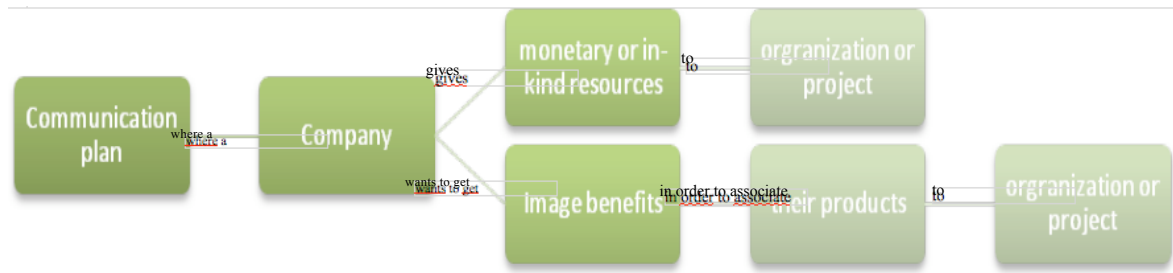 Communication
plan
where a
where a
Company
gives
gives
monetary or in-
kind resources
to
to
orgranization or
project
wants to get
wants to get
Image benefits
in order to associate
in order to associate
their products
to
to
orgranization or
project